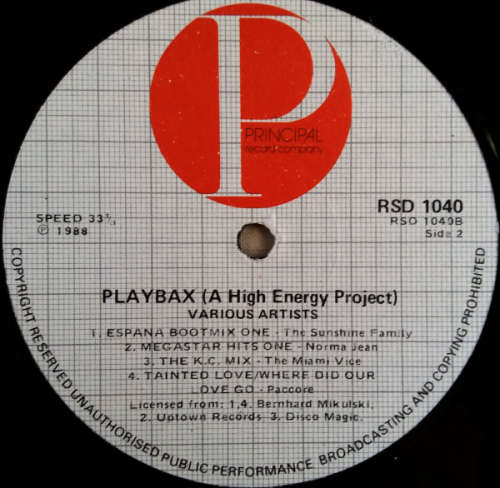 P
PRINCIPAL
record company
SPEED 33⅓
℗ 1988
RSD 1040
RSD 1040B
Side 2
PLAYBAX (A High Energy Project)
VARIOUS ARTISTS
1. ESPANA BOOTMIX ONE - The Sunshine Family
2. MEGASTAR HITS ONE - Norma Jean
3. THE K.C. MIX - The Miami Vice
4. TAINTED LOVE/WHERE DID OUR
LOVE GO - Paccore
Licensed from: 1,4. Bernhard Mikulski,
2. Uptown Records. 3. Disco Magic.
COPYRIGHT RESERVED UNAUTHORISED PUBLIC PERFORMANCE BROADCASTING AND COPYING PROHIBITED